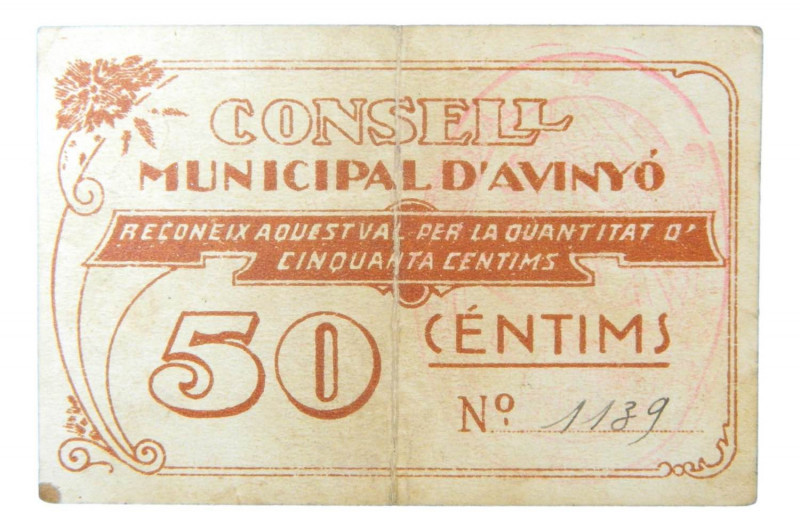 CONSELL
MUNICIPAL D'AVINYÓ
RECONEIX AQUEST VAL PER LA QUANTITAT D'
CINQUANTA CENTIMS
50 CÉNTIMS
Nº 1139